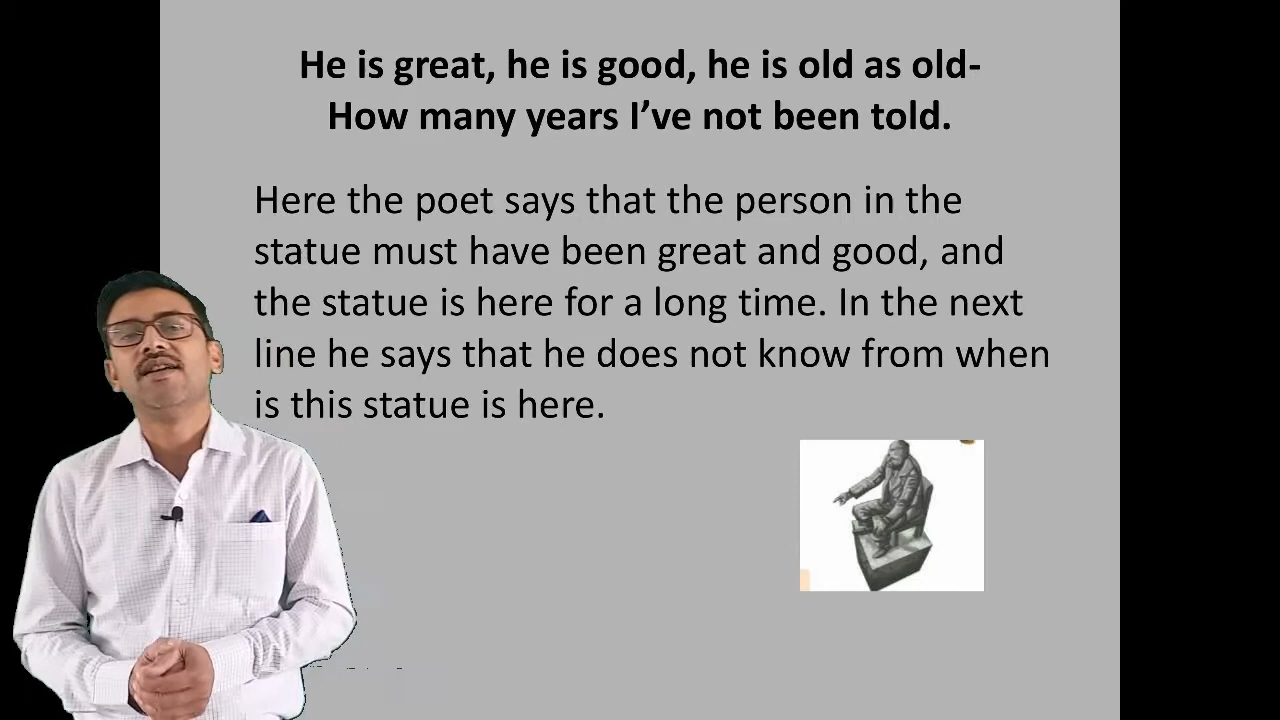 He is great, he is good, he is old as old-
How many years I’ve not been told.
Here the poet says that the person in the
statue must have been great and good, and
the statue is here for a long time. In the next
line he says that he does not know from when
is this statue is here.